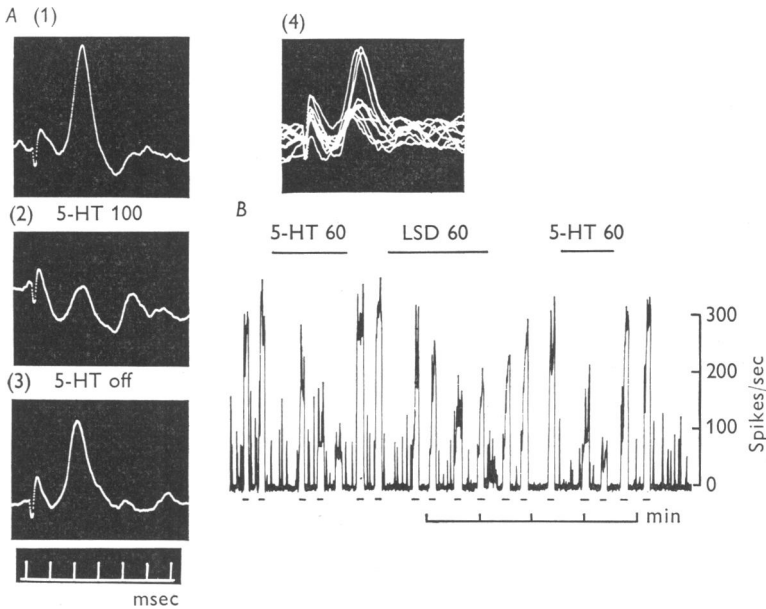 A (1)
(4)
(2) 5-HT 100
(3) 5-HT off
msec
B
5-HT 60 LSD 60 5-HT 60
300
200
100
0
Spikes/sec
min